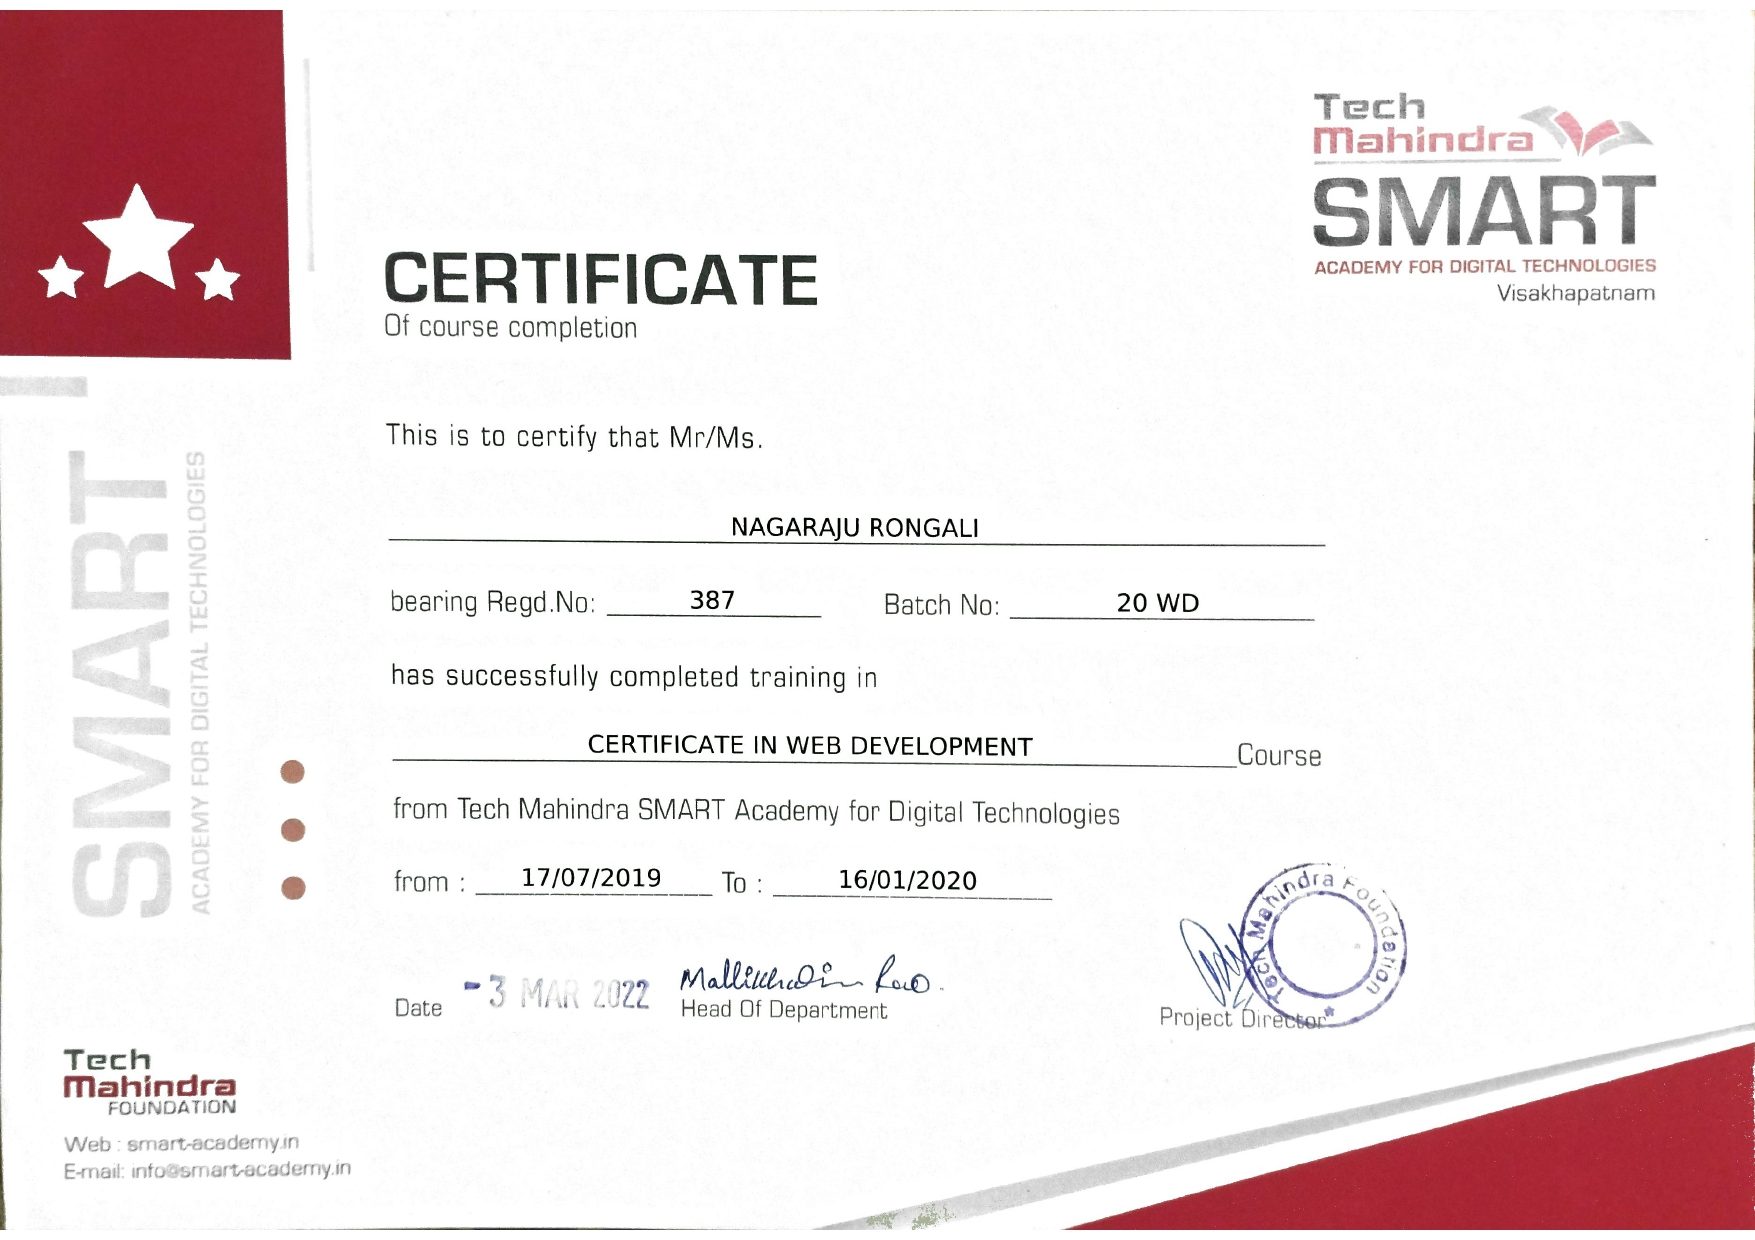 Tech
Mahindra
SMART
ACADEMY FOR DIGITAL TECHNOLOGIES
Visakhapatnam
CERTIFICATE
Of course completion
This is to certify that Mr/Ms.
NAGARAJU RONGALI
bearing Regd.No: 387 Batch No: 20 WD
has successfully completed training in
CERTIFICATE IN WEB DEVELOPMENT Course
from Tech Mahindra SMART Academy for Digital Technologies
from : 17/07/2019 To : 16/01/2020
Tech Mahindra Foundation *
Date -3 MAR 2022
Head Of Department
Project Director
SMART
ACADEMY FOR DIGITAL TECHNOLOGIES
Tech
Mahindra
FOUNDATION
Web : smart-academy.in
E-mail: info@smart-academy.in